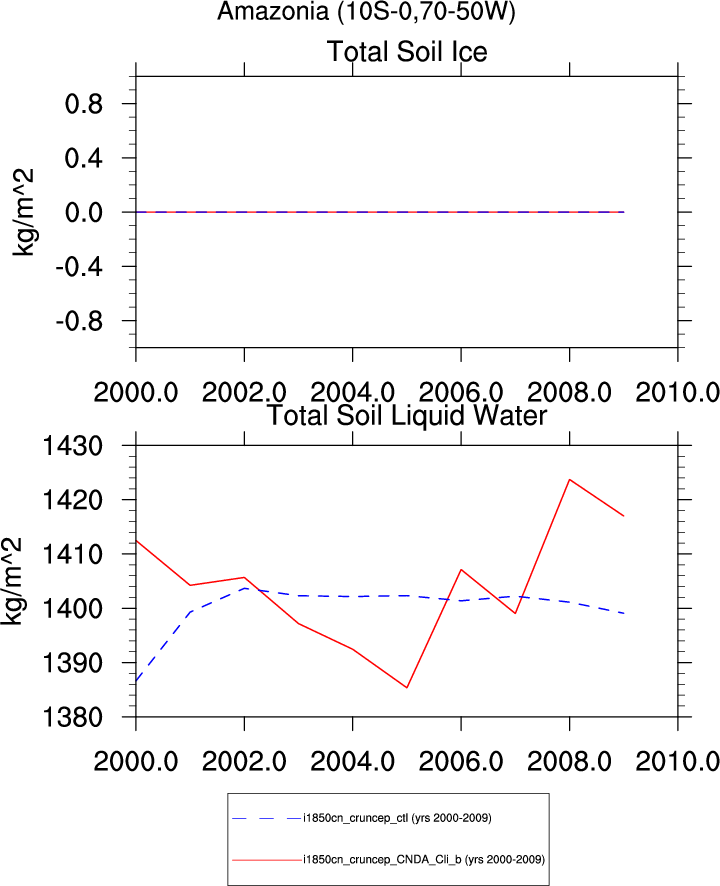 Amazonia (10S-0,70-50W)
Total Soil Ice
0.8
0.4
0.0
-0.4
-0.8
kg/m^2
2000.0 2002.0 2004.0 2006.0 2008.0 2010.0
Total Soil Liquid Water
1430
1420
1410
1400
1390
1380
kg/m^2
2000.0 2002.0 2004.0 2006.0 2008.0 2010.0
i1850cn_cruncep_ctl (yrs 2000-2009)
i1850cn_cruncep_CNDA_Cli_b (yrs 2000-2009)